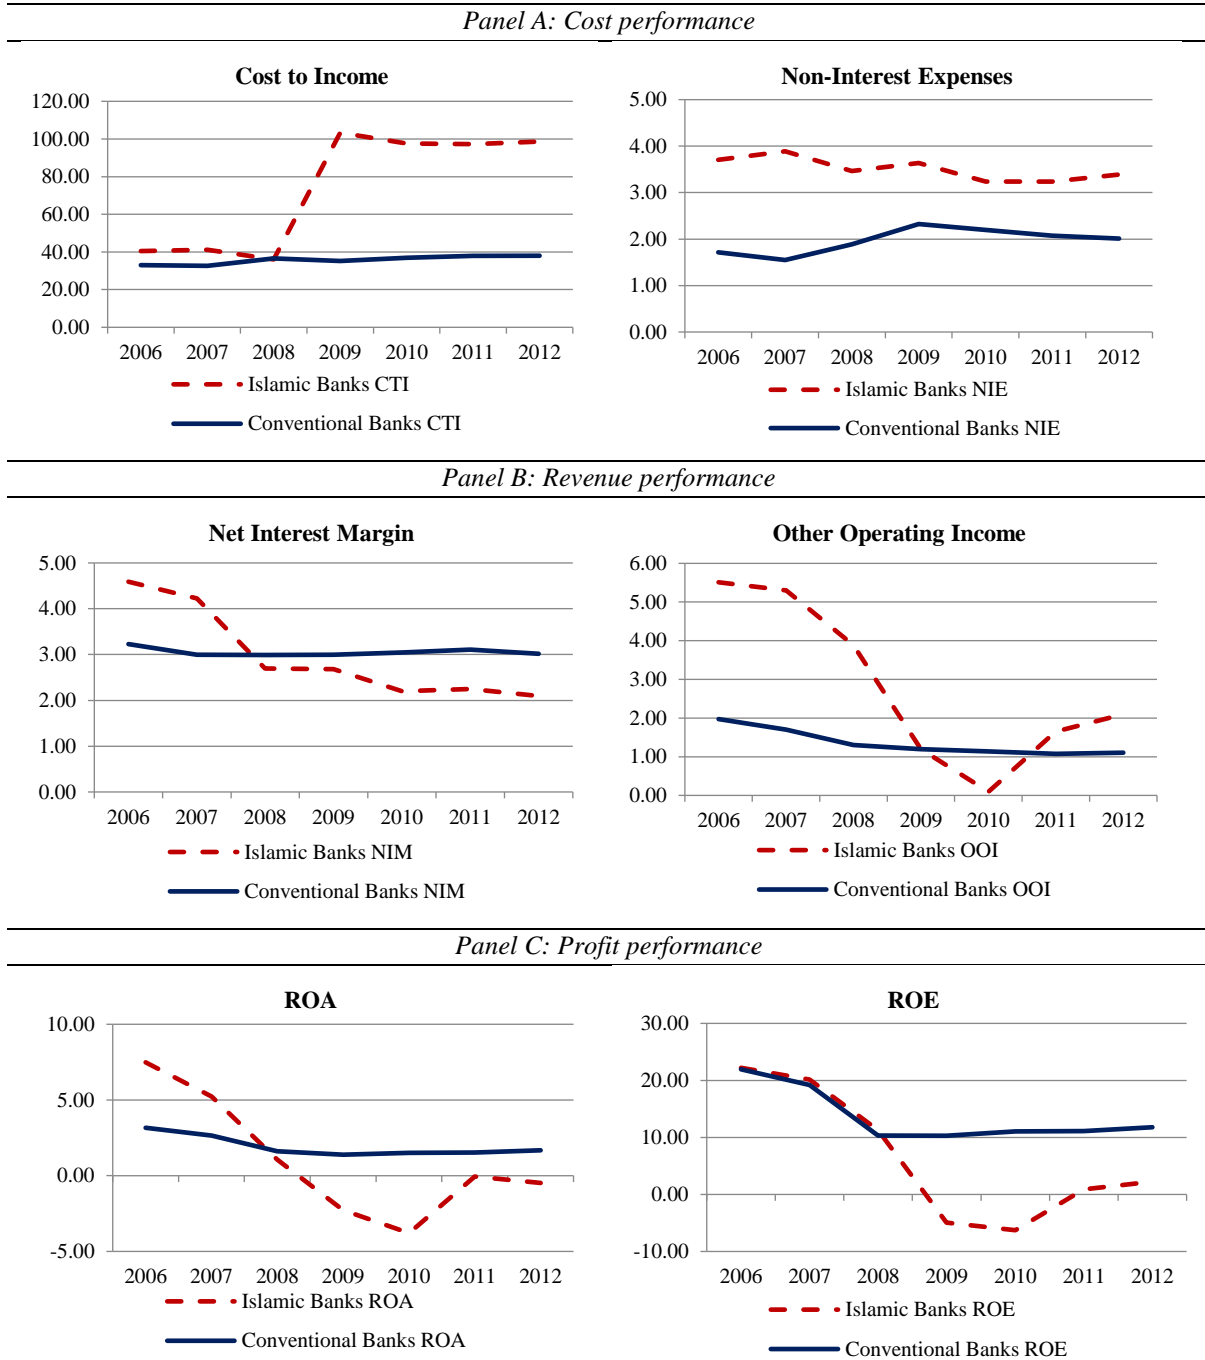 Panel A: Cost performance
Cost to Income
120.00
100.00
80.00
60.00
40.00
20.00
0.00
2006 2007 2008 2009 2010 2011 2012
Islamic Banks CTI
Conventional Banks CTI
Non-Interest Expenses
5.00
4.00
3.00
2.00
1.00
0.00
2006 2007 2008 2009 2010 2011 2012
Islamic Banks NIE
Conventional Banks NIE
Panel B: Revenue performance
Net Interest Margin
5.00
4.00
3.00
2.00
1.00
0.00
2006 2007 2008 2009 2010 2011 2012
Islamic Banks NIM
Conventional Banks NIM
Other Operating Income
6.00
5.00
4.00
3.00
2.00
1.00
0.00
2006 2007 2008 2009 2010 2011 2012
Islamic Banks OOI
Conventional Banks OOI
Panel C: Profit performance
ROA
10.00
5.00
0.00
-5.00
2006 2007 2008 2009 2010 2011 2012
Islamic Banks ROA
Conventional Banks ROA
ROE
30.00
20.00
10.00
0.00
-10.00
2006 2007 2008 2009 2010 2011 2012
Islamic Banks ROE
Conventional Banks ROE